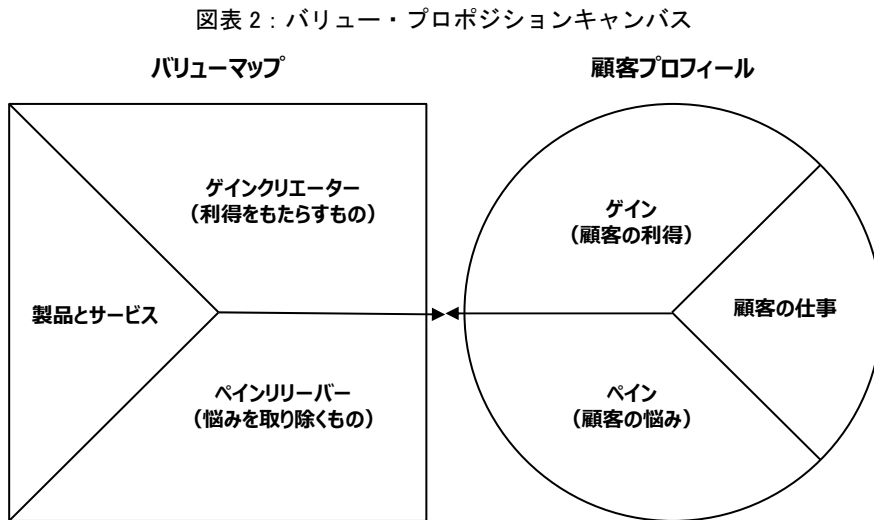 図表 2：バリュー・プロポジションキャンバス
バリューマップ
顧客プロフィール
ゲインクリエーター
（利得をもたらすもの）
製品とサービス
ペインリリーバー
（悩みを取り除くもの）
ゲイン
（顧客の利得）
顧客の仕事
ペイン
（顧客の悩み）